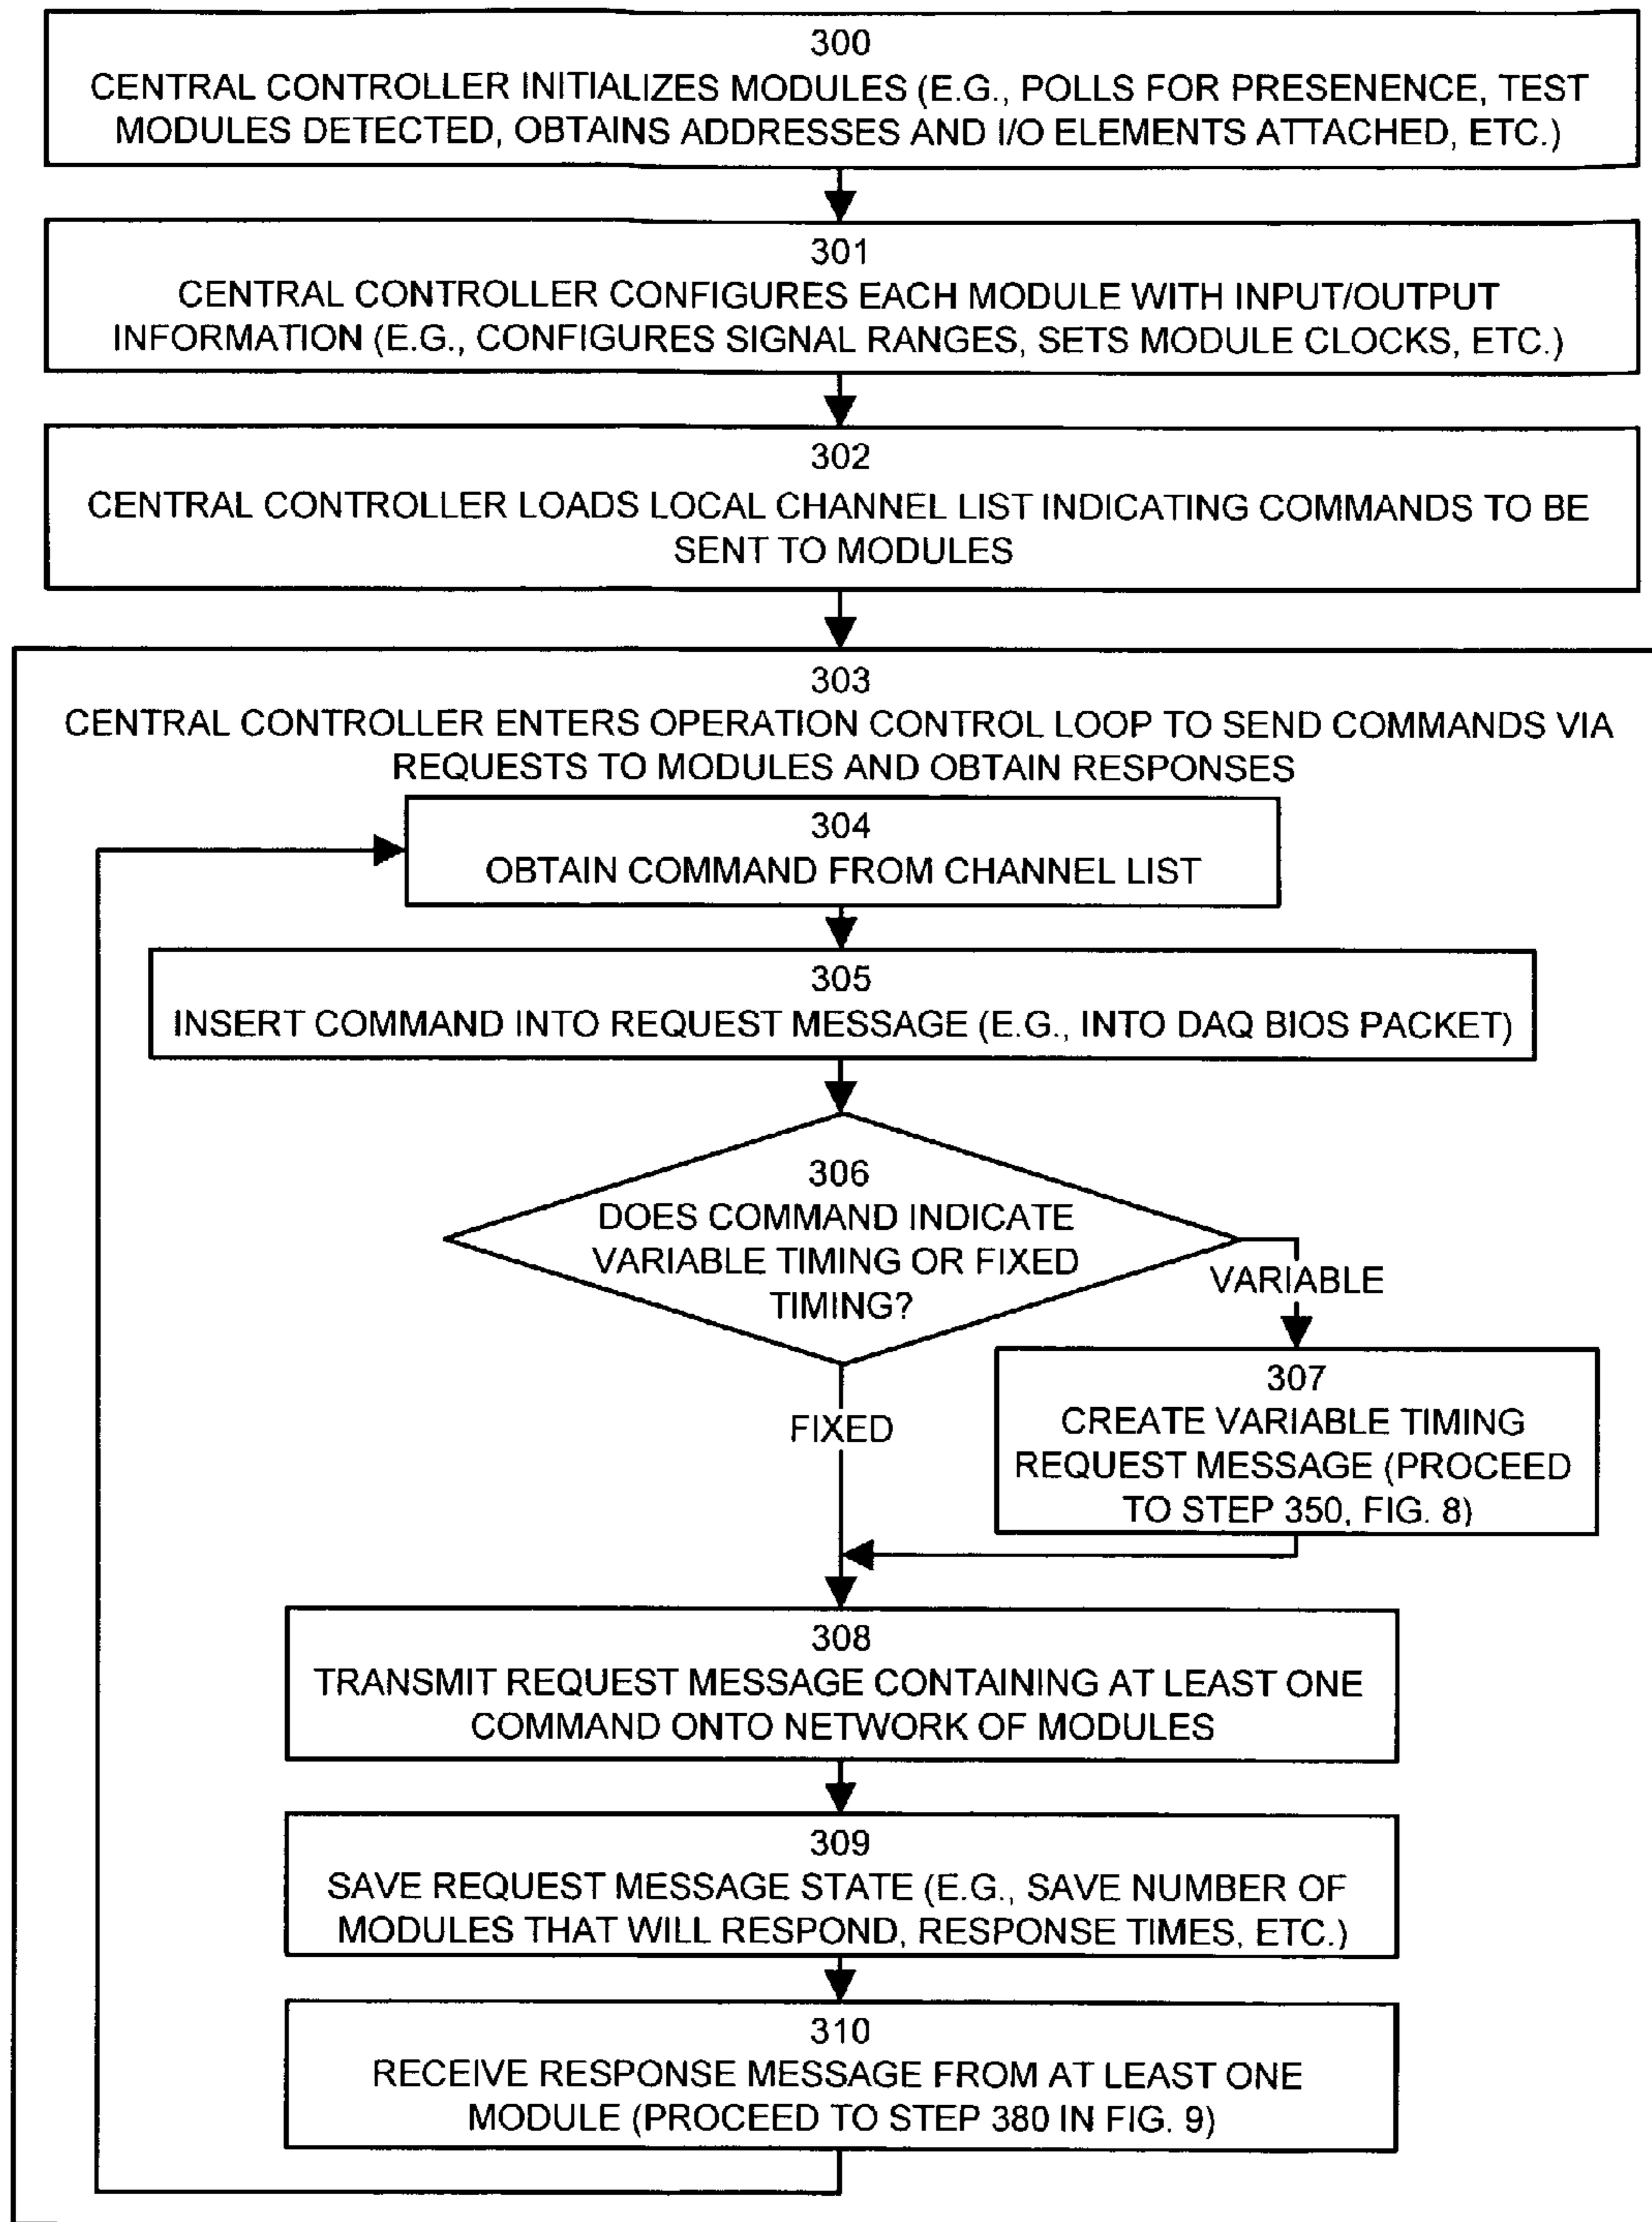 300
CENTRAL CONTROLLER INITIALIZES MODULES (E.G., POLLS FOR PRESENENCE, TEST
MODULES DETECTED, OBTAINS ADDRESSES AND I/O ELEMENTS ATTACHED, ETC.)
301
CENTRAL CONTROLLER CONFIGURES EACH MODULE WITH INPUT/OUTPUT
INFORMATION (E.G., CONFIGURES SIGNAL RANGES, SETS MODULE CLOCKS, ETC.)
302
CENTRAL CONTROLLER LOADS LOCAL CHANNEL LIST INDICATING COMMANDS TO BE
SENT TO MODULES
303
CENTRAL CONTROLLER ENTERS OPERATION CONTROL LOOP TO SEND COMMANDS VIA
REQUESTS TO MODULES AND OBTAIN RESPONSES
304
OBTAIN COMMAND FROM CHANNEL LIST
305
INSERT COMMAND INTO REQUEST MESSAGE (E.G., INTO DAQ BIOS PACKET)
306
DOES COMMAND INDICATE
VARIABLE TIMING OR FIXED
TIMING?
VARIABLE
FIXED
307
CREATE VARIABLE TIMING
REQUEST MESSAGE (PROCEED
TO STEP 350, FIG. 8)
308
TRANSMIT REQUEST MESSAGE CONTAINING AT LEAST ONE
COMMAND ONTO NETWORK OF MODULES
309
SAVE REQUEST MESSAGE STATE (E.G., SAVE NUMBER OF
MODULES THAT WILL RESPOND, RESPONSE TIMES, ETC.)
310
RECEIVE RESPONSE MESSAGE FROM AT LEAST ONE
MODULE (PROCEED TO STEP 380 IN FIG. 9)